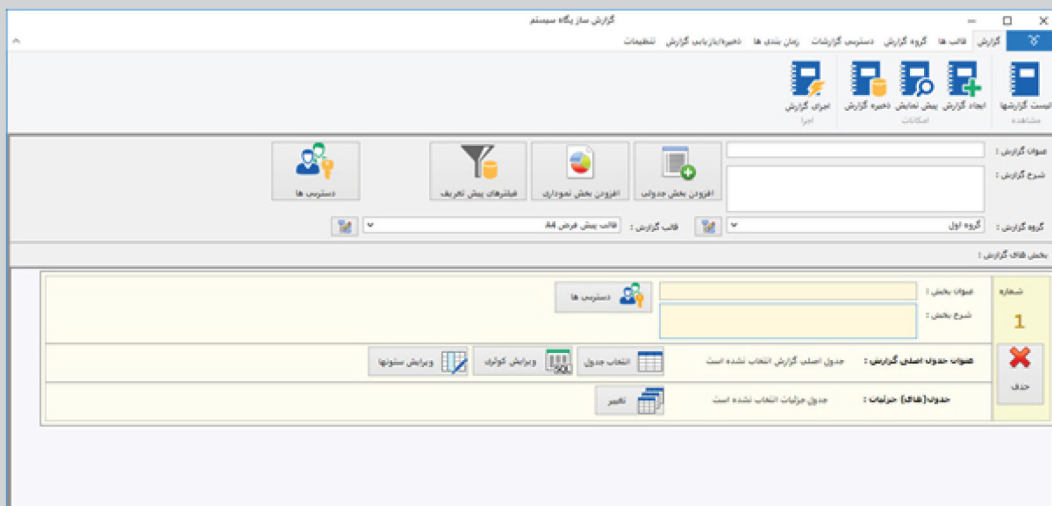 گزارش ساز پگاه سیستم
گزارش قالب ها گروه گزارش دسترسی گزارشات زمان بندی ها ذخیره/بازیابی گزارش تنظیمات
لیست گزارشها ایجاد گزارش پیش نمایش ذخیره گزارش اجرای گزارش
مشاهده امکانات اجرا
عنوان گزارش :
شرح گزارش :
افزودن بخش جدولی افزودن بخش نموداری فیلترهای پیش تعریف دسترسی ها
گروه گزارش : گروه اول قالب گزارش : قالب پیش فرض A4
بخش های گزارش :
شماره عنوان بخش :
دسترسی ها
شرح بخش :
1
عنوان جدول اصلی گزارش : جدول اصلی گزارش انتخاب نشده است انتخاب جدول SQL ویرایش کوئری ویرایش ستونها
حذف
جدول(های) جزئیات : جدول جزئیات انتخاب نشده است تغییر